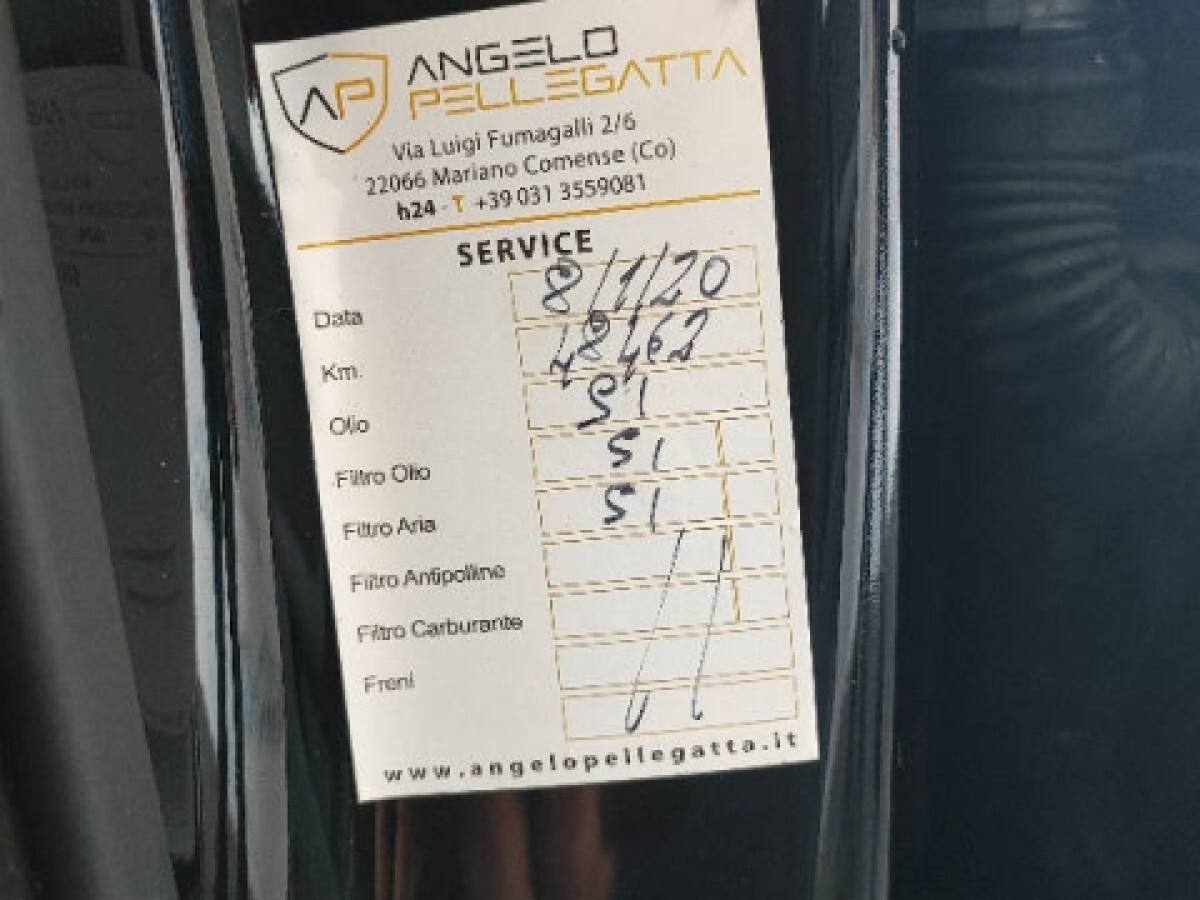 AP ANGELO
PELLEGATTA
Via Luigi Fumagalli 2/6
22066 Mariano Comense (Co)
h24 - T +39 031 3559081
SERVICE
Data 8/1/20
Km. 48462
Olio SI
Filtro Olio SI
Filtro Aria SI
Filtro Antipolline
Filtro Carburante
Freni
www.angelopellegatta.it